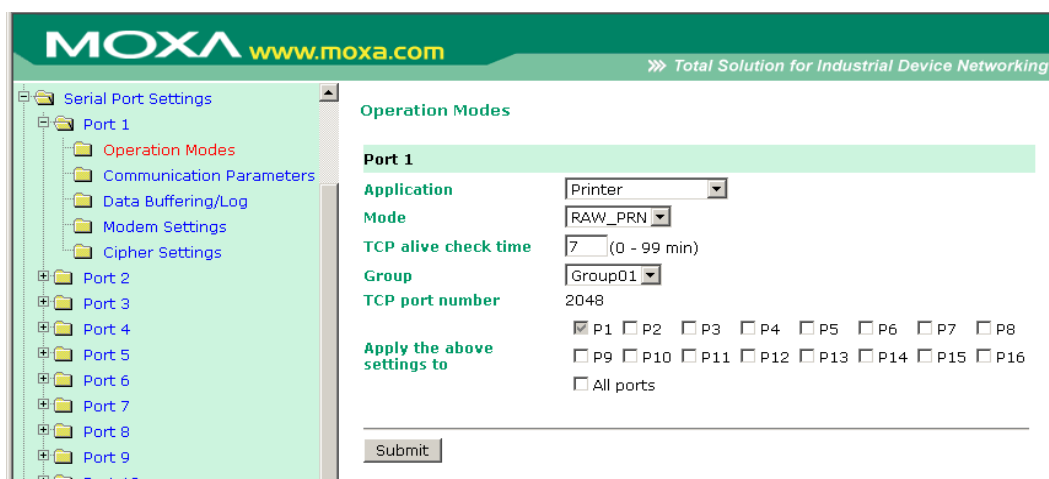 MOXA www.moxa.com
Total Solution for Industrial Device Networking
Serial Port Settings
Port 1
Operation Modes
Communication Parameters
Data Buffering/Log
Modem Settings
Cipher Settings
Port 2
Port 3
Port 4
Port 5
Port 6
Port 7
Port 8
Port 9
Operation Modes
Port 1
Application Printer
Mode RAW_PRN
TCP alive check time 7 (0 - 99 min)
Group Group01
TCP port number 2048
Apply the above
settings to
P1 P2 P3 P4 P5 P6 P7 P8
P9 P10 P11 P12 P13 P14 P15 P16
All ports
Submit